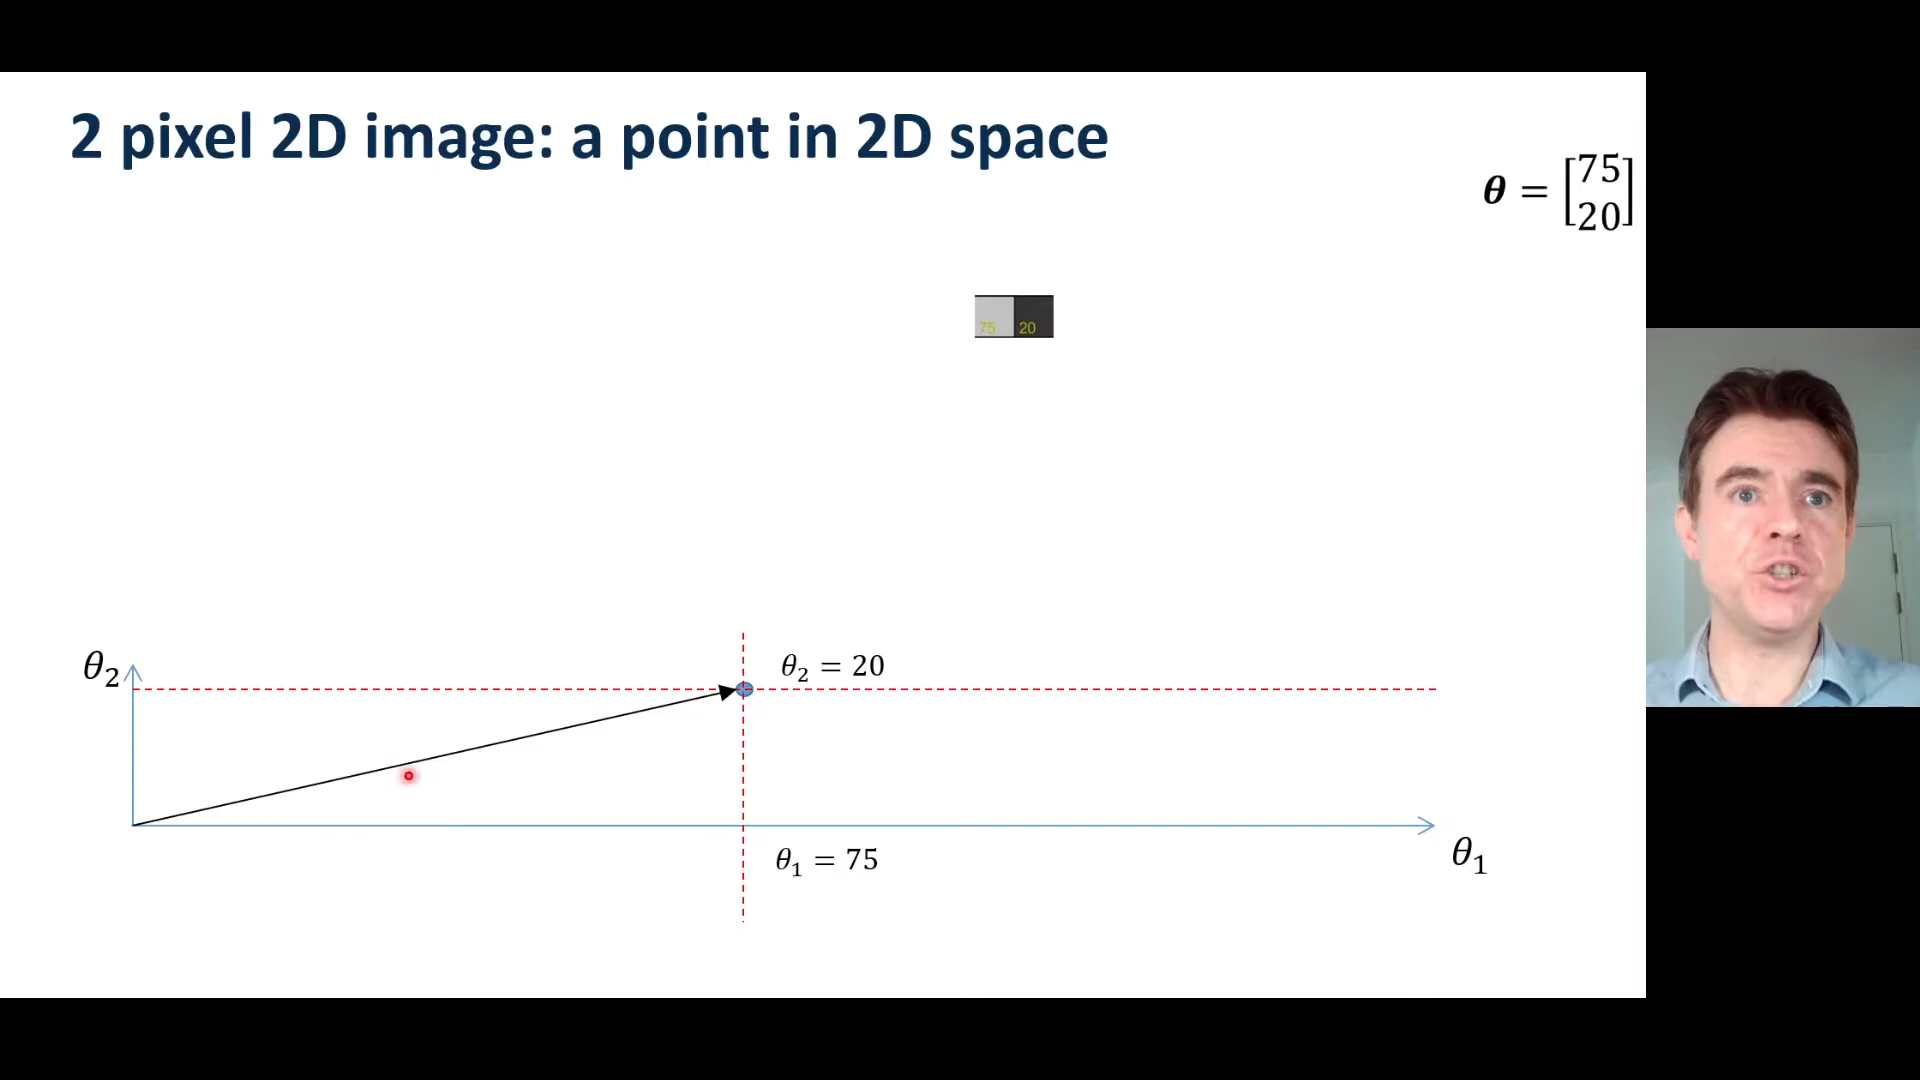 2 pixel 2D image: a point in 2D space
θ = [75
20]
75 20
θ₂
θ₂ = 20
θ₁ = 75
θ₁